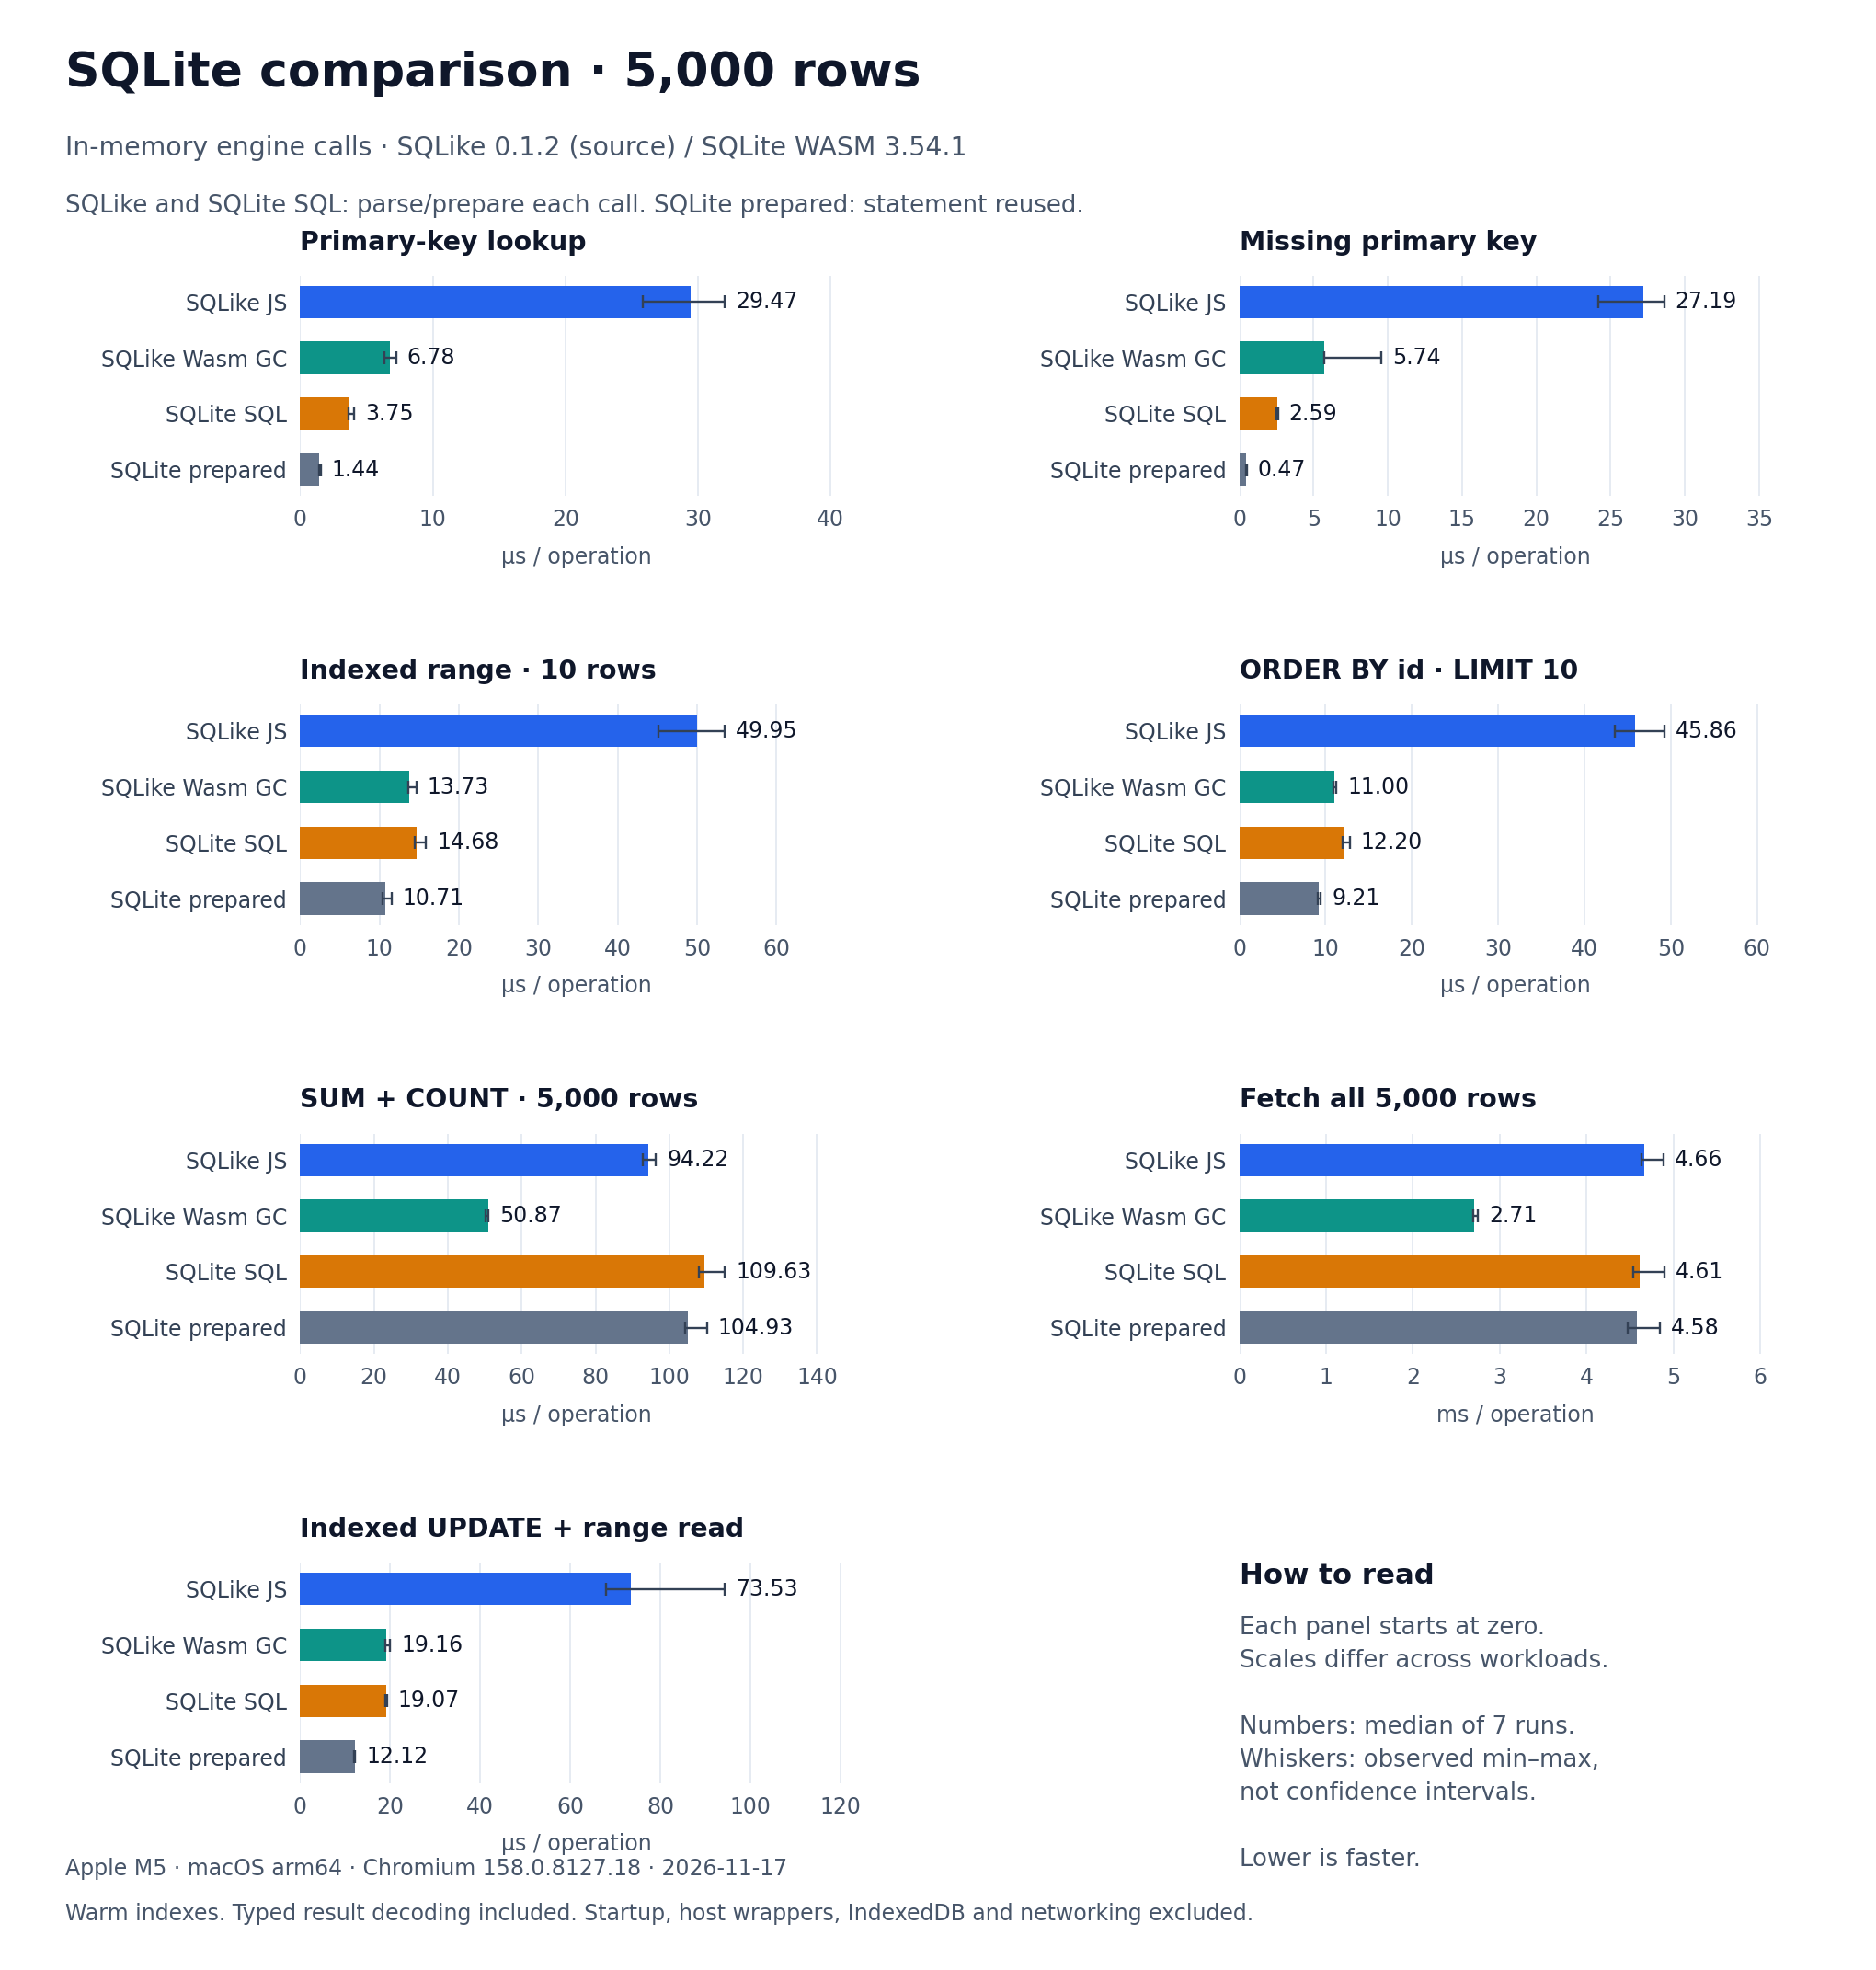 SQLite comparison · 5,000 rows
In-memory engine calls · SQLike 0.1.2 (source) / SQLite WASM 3.54.1
SQLike and SQLite SQL: parse/prepare each call. SQLite prepared: statement reused.
Primary-key lookup
SQLike JS 29.47
SQLike Wasm GC 6.78
SQLite SQL 3.75
SQLite prepared 1.44
0 10 20 30 40
µs / operation
Missing primary key
SQLike JS 27.19
SQLike Wasm GC 5.74
SQLite SQL 2.59
SQLite prepared 0.47
0 5 10 15 20 25 30 35
µs / operation
Indexed range · 10 rows
SQLike JS 49.95
SQLike Wasm GC 13.73
SQLite SQL 14.68
SQLite prepared 10.71
0 10 20 30 40 50 60
µs / operation
ORDER BY id · LIMIT 10
SQLike JS 45.86
SQLike Wasm GC 11.00
SQLite SQL 12.20
SQLite prepared 9.21
0 10 20 30 40 50 60
µs / operation
SUM + COUNT · 5,000 rows
SQLike JS 94.22
SQLike Wasm GC 50.87
SQLite SQL 109.63
SQLite prepared 104.93
0 20 40 60 80 100 120 140
µs / operation
Fetch all 5,000 rows
SQLike JS 4.66
SQLike Wasm GC 2.71
SQLite SQL 4.61
SQLite prepared 4.58
0 1 2 3 4 5 6
ms / operation
Indexed UPDATE + range read
SQLike JS 73.53
SQLike Wasm GC 19.16
SQLite SQL 19.07
SQLite prepared 12.12
0 20 40 60 80 100 120
µs / operation
How to read
Each panel starts at zero.
Scales differ across workloads.
Numbers: median of 7 runs.
Whiskers: observed min–max,
not confidence intervals.
Lower is faster.
Apple M5 · macOS arm64 · Chromium 158.0.8127.18 · 2026-11-17
Warm indexes. Typed result decoding included. Startup, host wrappers, IndexedDB and networking excluded.